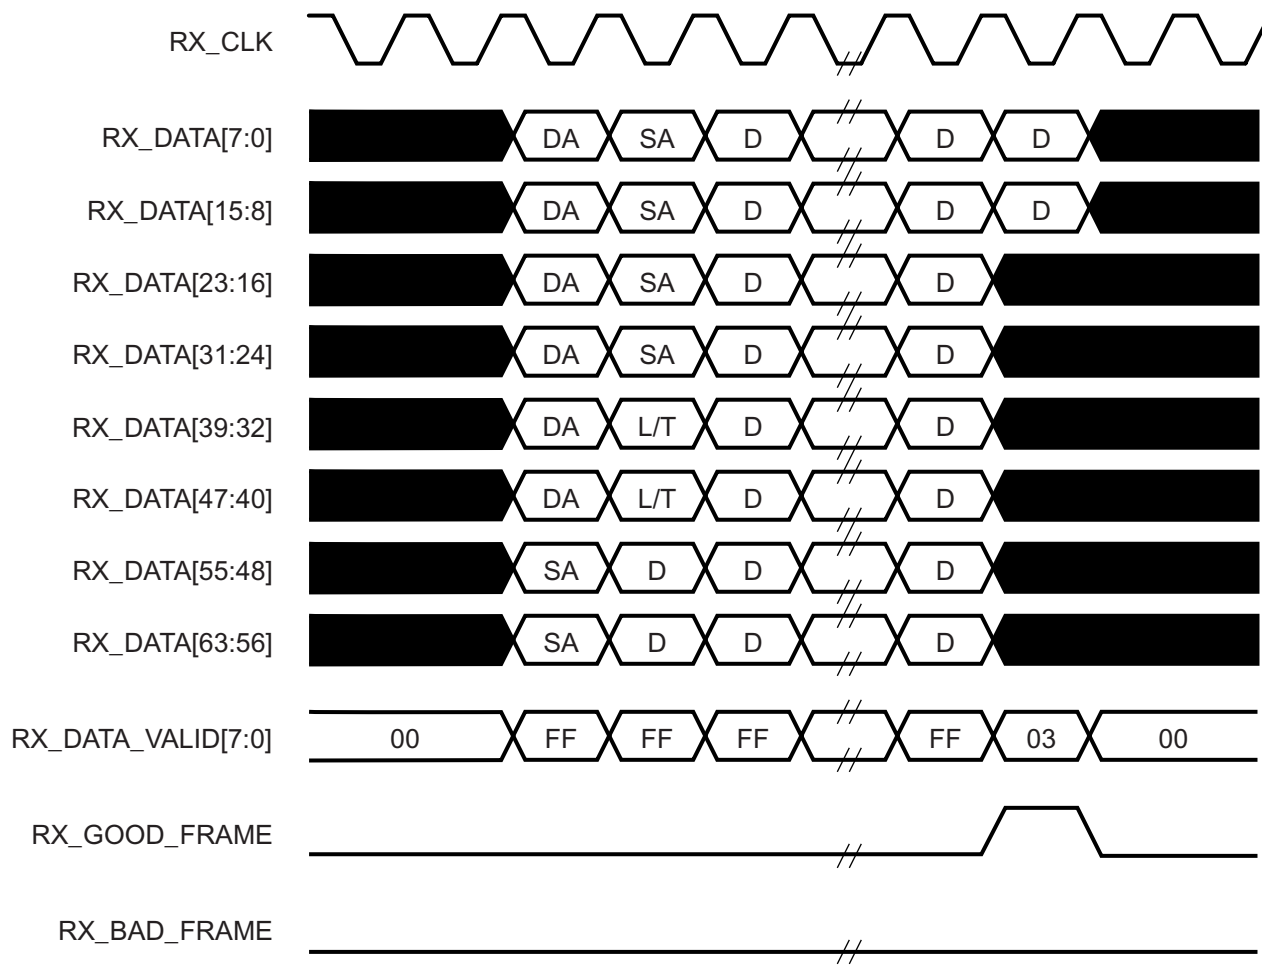 RX_CLK
RX_DATA[7:0] DA SA D D D
RX_DATA[15:8] DA SA D D D
RX_DATA[23:16] DA SA D D
RX_DATA[31:24] DA SA D D
RX_DATA[39:32] DA L/T D D
RX_DATA[47:40] DA L/T D D
RX_DATA[55:48] SA D D D
RX_DATA[63:56] SA D D D
RX_DATA_VALID[7:0] 00 FF FF FF FF 03 00
RX_GOOD_FRAME
RX_BAD_FRAME